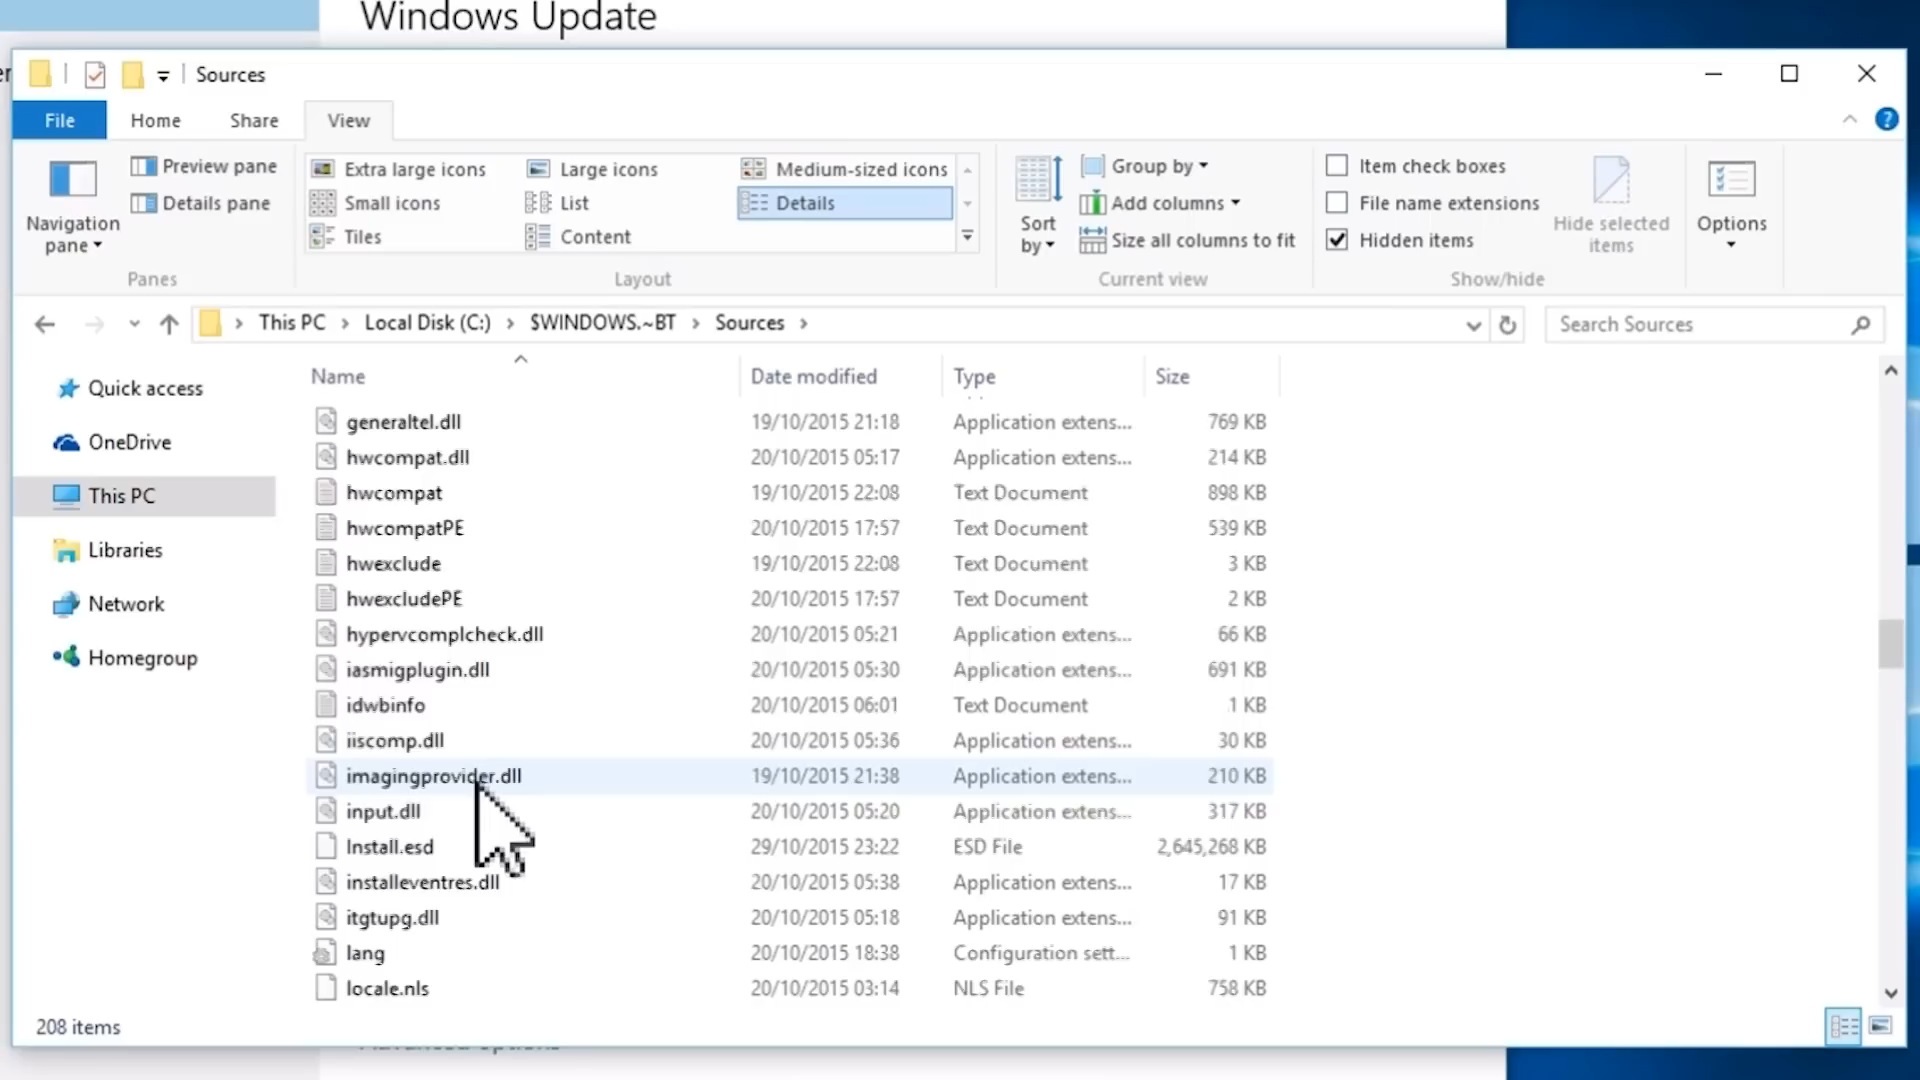 Windows Update
Sources
File Home Share View
Preview pane
Details pane
Navigation pane
Panes
Extra large icons Large icons Medium-sized icons
Small icons List Details
Tiles Content
Layout
Sort by
Group by
Add columns
Size all columns to fit
Current view
Item check boxes
File name extensions
Hidden items
Hide selected items
Show/hide
Options
This PC Local Disk (C:) $WINDOWS.~BT Sources
Search Sources
Quick access
OneDrive
This PC
Libraries
Network
Homegroup
Name Date modified Type Size
generaltel.dll 19/10/2015 21:18 Application extens... 769 KB
hwcompat.dll 20/10/2015 05:17 Application extens... 214 KB
hwcompat 19/10/2015 22:08 Text Document 898 KB
hwcompatPE 20/10/2015 17:57 Text Document 539 KB
hwexclude 19/10/2015 22:08 Text Document 3 KB
hwexcludePE 20/10/2015 17:57 Text Document 2 KB
hypervcomplcheck.dll 20/10/2015 05:21 Application extens... 66 KB
iasmigplugin.dll 20/10/2015 05:30 Application extens... 691 KB
idwbinfo 20/10/2015 06:01 Text Document 1 KB
iiscomp.dll 20/10/2015 05:36 Application extens... 30 KB
imagingprovider.dll 19/10/2015 21:38 Application extens... 210 KB
input.dll 20/10/2015 05:20 Application extens... 317 KB
Install.esd 29/10/2015 23:22 ESD File 2,645,268 KB
installeventres.dll 20/10/2015 05:38 Application extens... 17 KB
itgtupg.dll 20/10/2015 05:18 Application extens... 91 KB
lang 20/10/2015 18:38 Configuration sett... 1 KB
locale.nls 20/10/2015 03:14 NLS File 758 KB
208 items